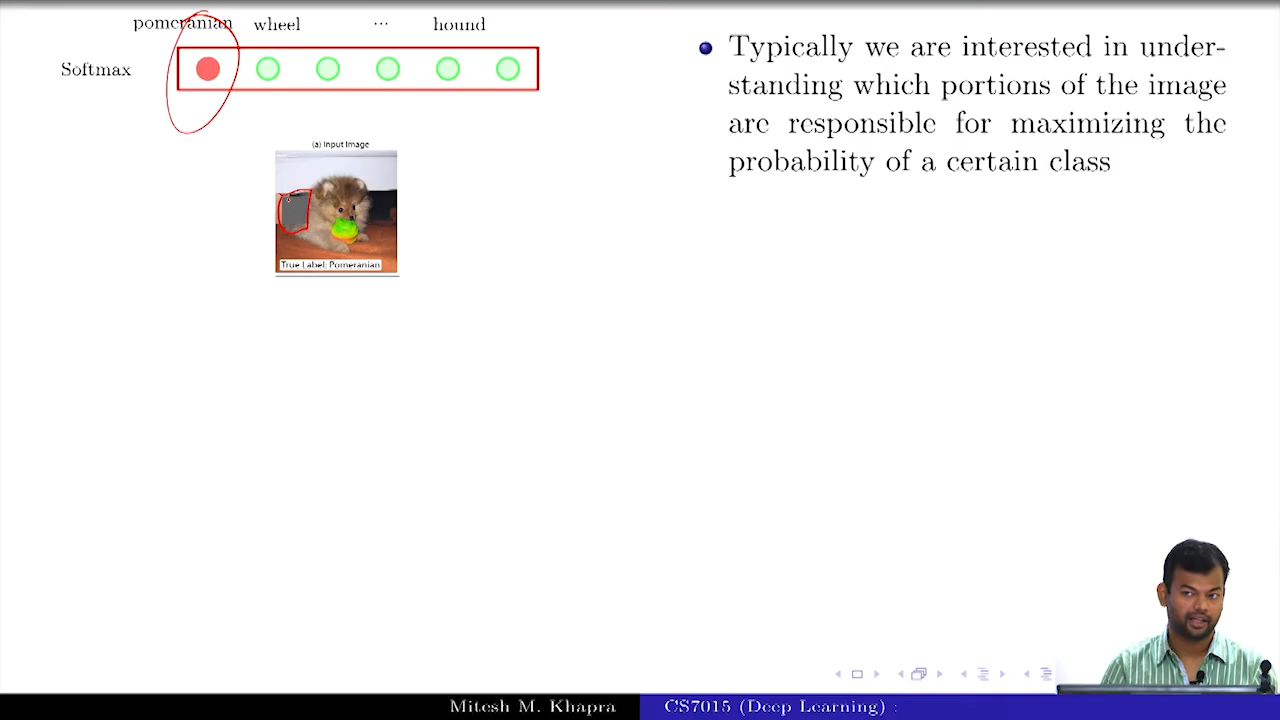 pomeranian wheel ··· hound
Softmax
(a) Input Image
True Label: Pomeranian
• Typically we are interested in under-
standing which portions of the image
are responsible for maximizing the
probability of a certain class
Mitesh M. Khapra
CS7015 (Deep Learning) :